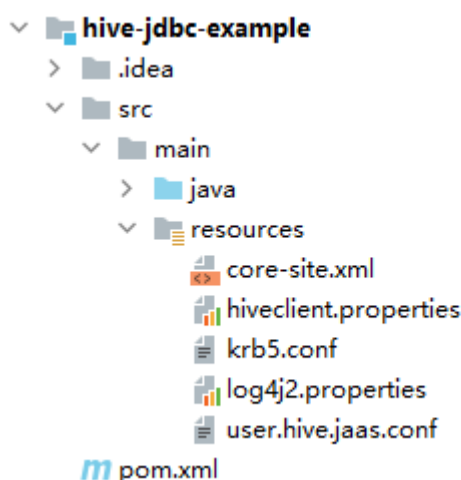 hive-jdbc-example
.idea
src
main
java
resources
core-site.xml
hiveclient.properties
krb5.conf
log4j2.properties
user.hive.jaas.conf
m pom.xml